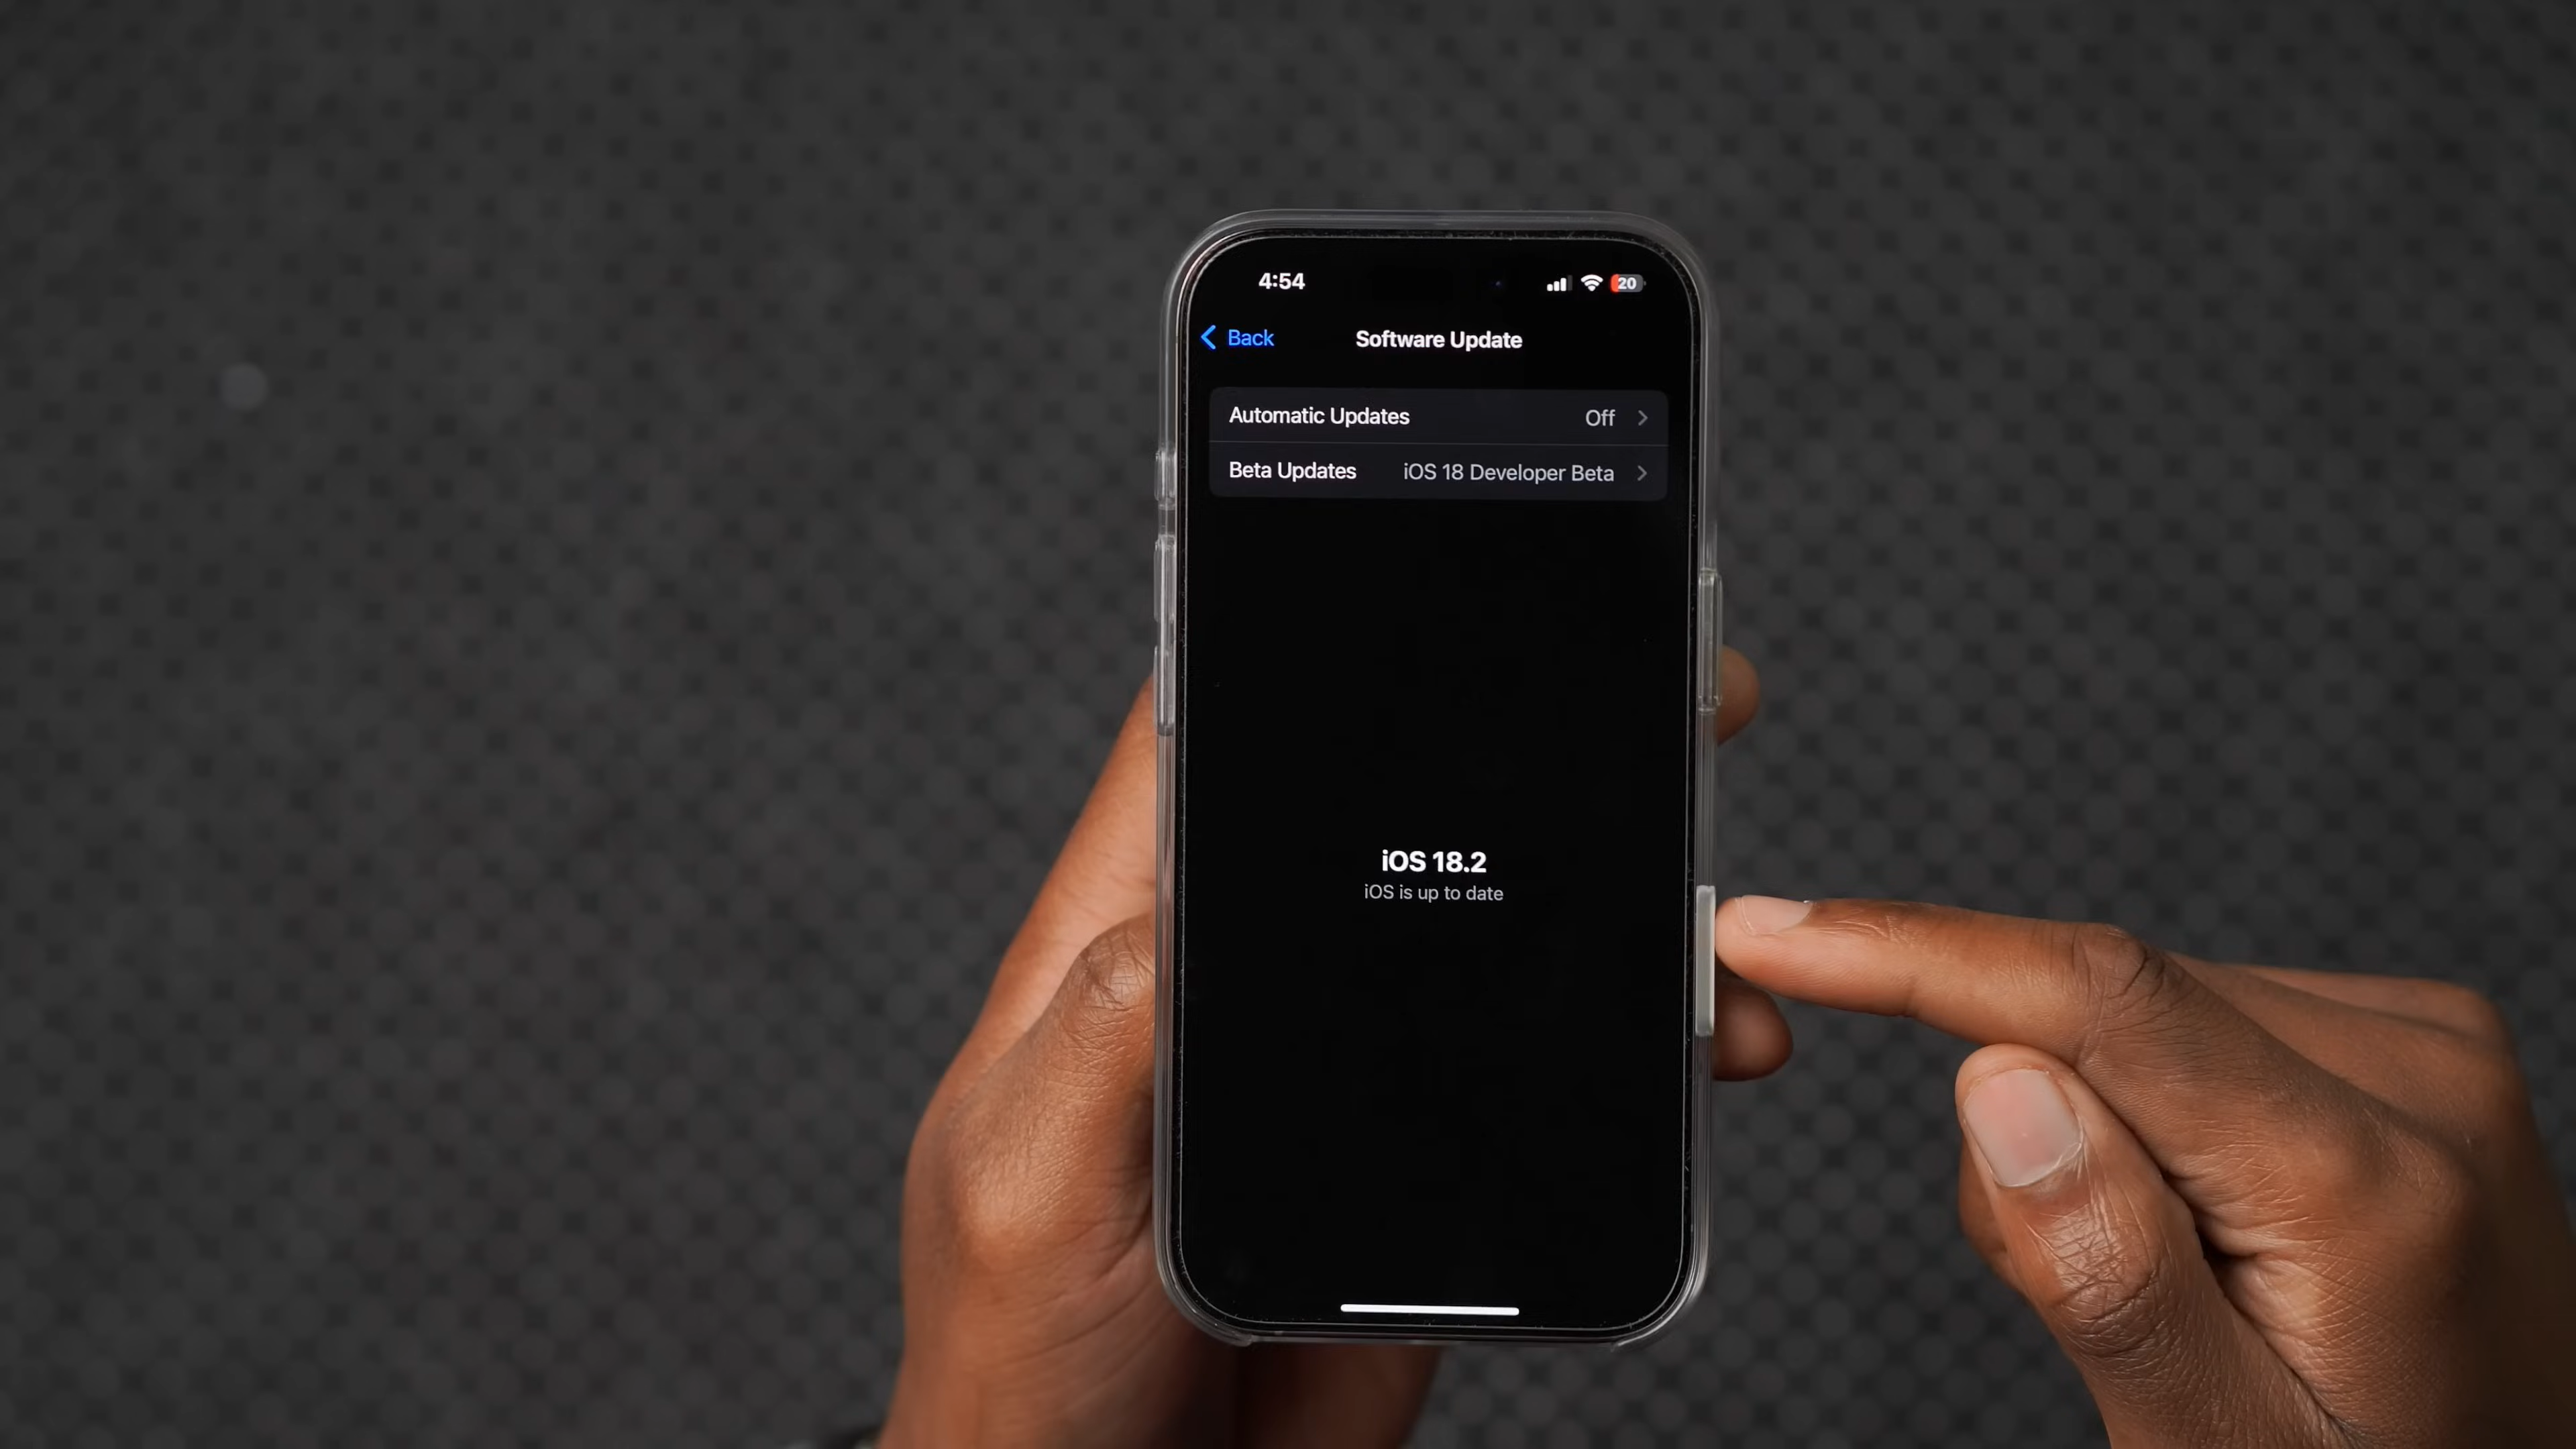 4:54 20
Back Software Update
Automatic Updates Off
Beta Updates iOS 18 Developer Beta
iOS 18.2
iOS is up to date